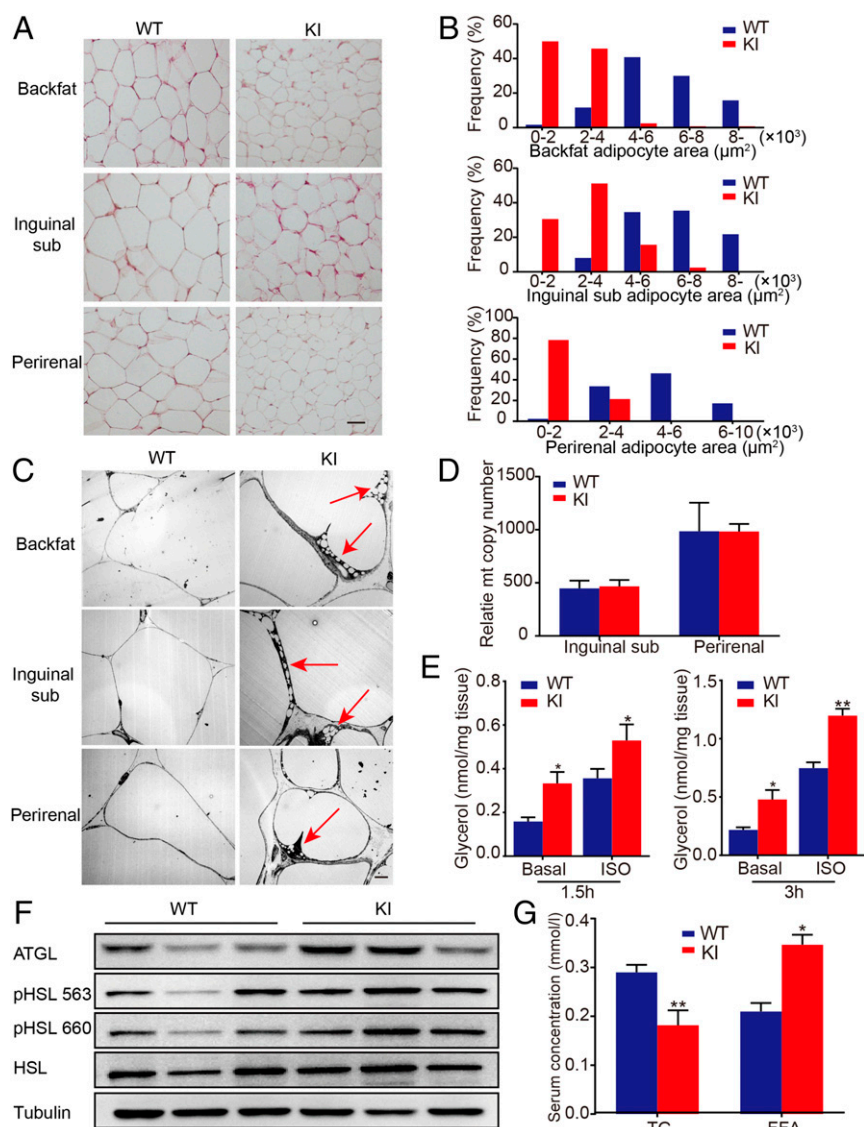 A
WT KI
Backfat
Inguinal
sub
Perirenal
B
Frequency (%)
60
40
20
0
WT
KI
0-2 2-4 4-6 6-8 8- (×10³)
Backfat adipocyte area (µm²)
Frequency (%)
60
40
20
0
WT
KI
0-2 2-4 4-6 6-8 8- (×10³)
Inguinal sub adipocyte area (µm²)
Frequency (%)
100
80
60
40
20
0
WT
KI
0-2 2-4 4-6 6-10 (×10³)
Perirenal adipocyte area (µm²)
C
WT KI
Backfat
Inguinal
sub
Perirenal
D
Relatie mt copy number
1500
1000
500
0
WT
KI
Inguinal sub Perirenal
E
Glycerol (nmol/mg tissue)
0.8
0.6
0.4
0.2
0.0
WT
KI
* *
Basal ISO
1.5h
Glycerol (nmol/mg tissue)
1.5
1.0
0.5
0.0
WT
KI
* **
Basal ISO
3h
F
WT KI
ATGL
pHSL 563
pHSL 660
HSL
Tubulin
G
Serum concentration (mmol/l)
0.4
0.3
0.2
0.1
0.0
WT
KI
** *